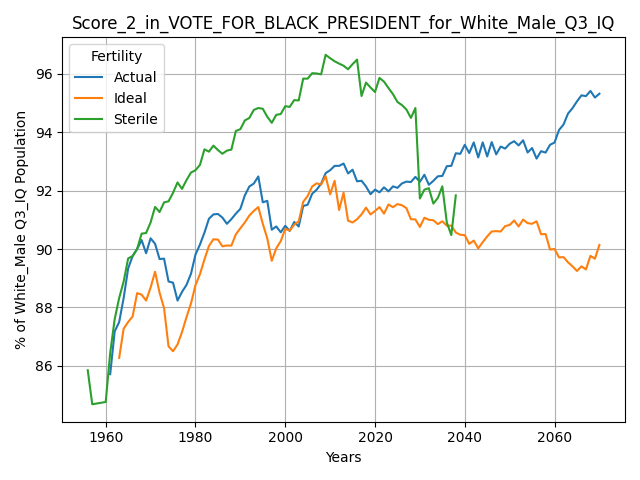 Score_2_in_VOTE_FOR_BLACK_PRESIDENT_for_White_Male_Q3_IQ
Fertility
Actual
Ideal
Sterile
% of White_Male Q3_IQ Population
96
94
92
90
88
86
1960
1980
2000
2020
2040
2060
Years